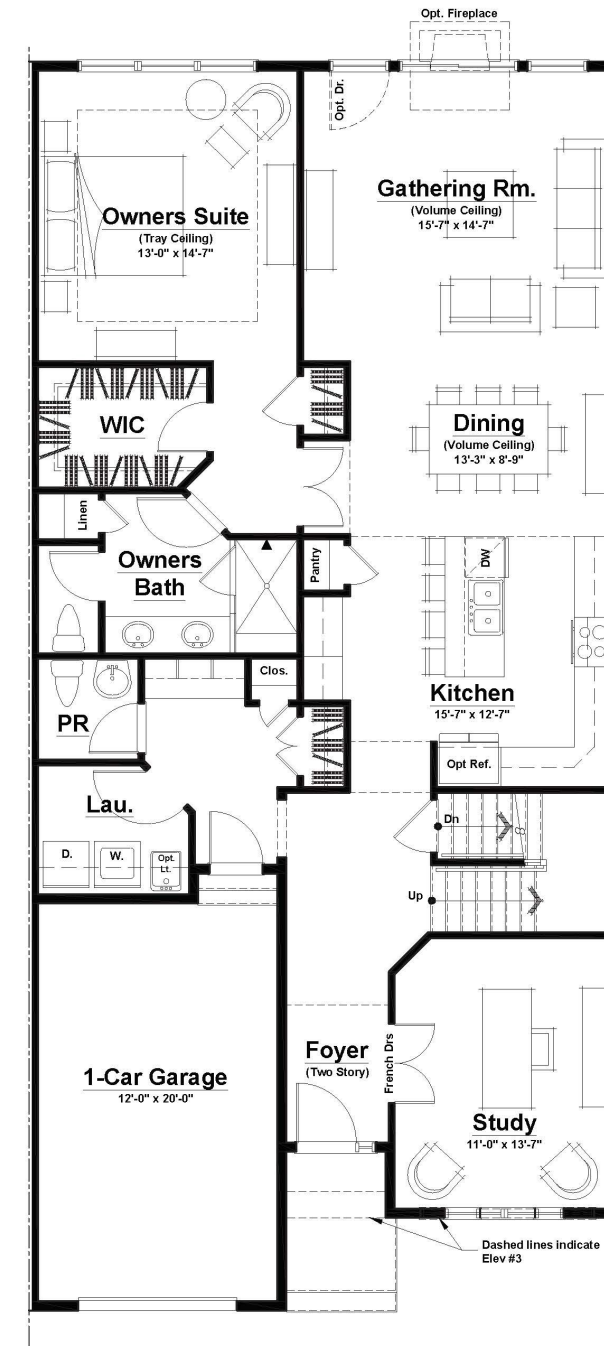 Opt. Fireplace
Opt. Dr.
Gathering Rm.
(Volume Ceiling)
15'-7" x 14'-7"
Owners Suite
(Tray Ceiling)
13'-0" x 14'-7"
WIC
Dining
(Volume Ceiling)
13'-3" x 8'-9"
Linen
Owners
Bath
Pantry
DW
Kitchen
15'-7" x 12'-7"
Clos.
PR
Opt Ref.
Lau.
D.
W.
Opt.
Lt.
Dn
Up
Foyer
(Two Story)
French Drs
1-Car Garage
12'-0" x 20'-0"
Study
11'-0" x 13'-7"
Dashed lines indicate
Elev #3